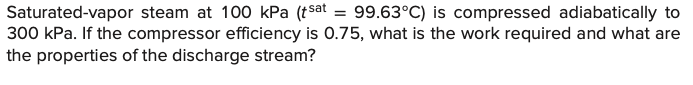 Saturated-vapor steam at 100 kPa (t^sat = 99.63°C) is compressed adiabatically to
300 kPa. If the compressor efficiency is 0.75, what is the work required and what are
the properties of the discharge stream?